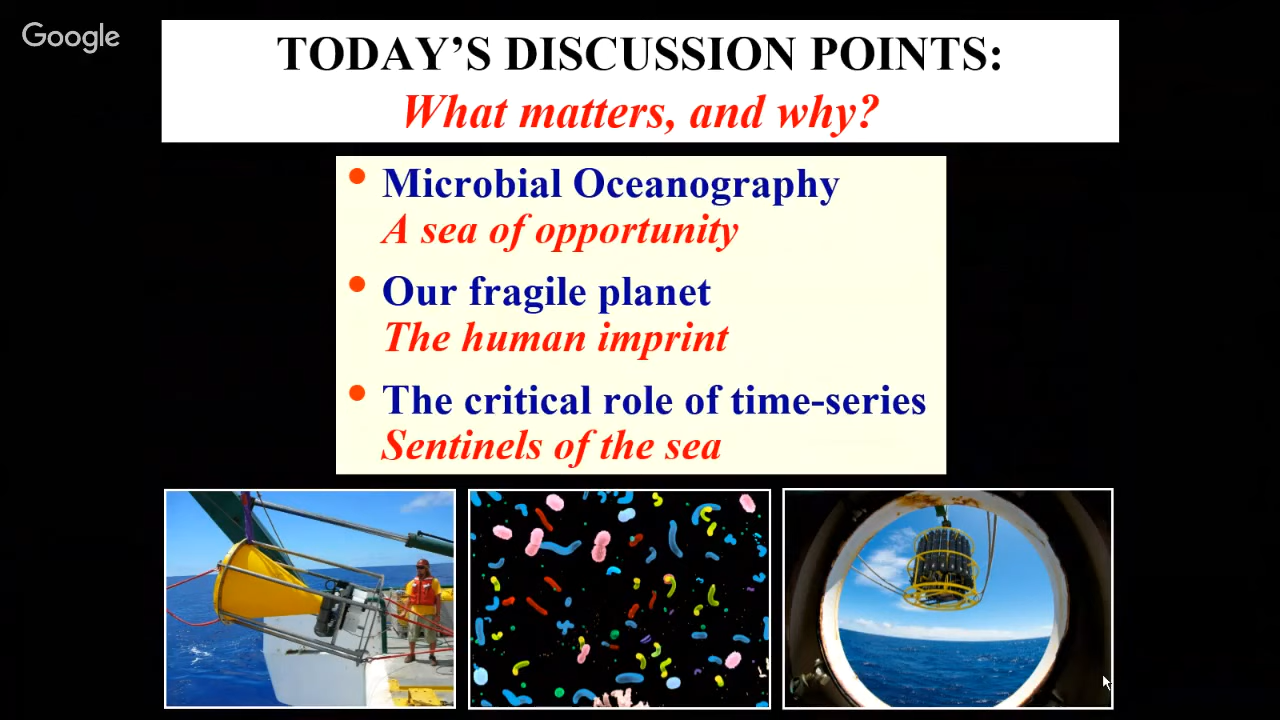 Google
TODAY'S DISCUSSION POINTS:
What matters, and why?
• Microbial Oceanography
A sea of opportunity
• Our fragile planet
The human imprint
• The critical role of time-series
Sentinels of the sea